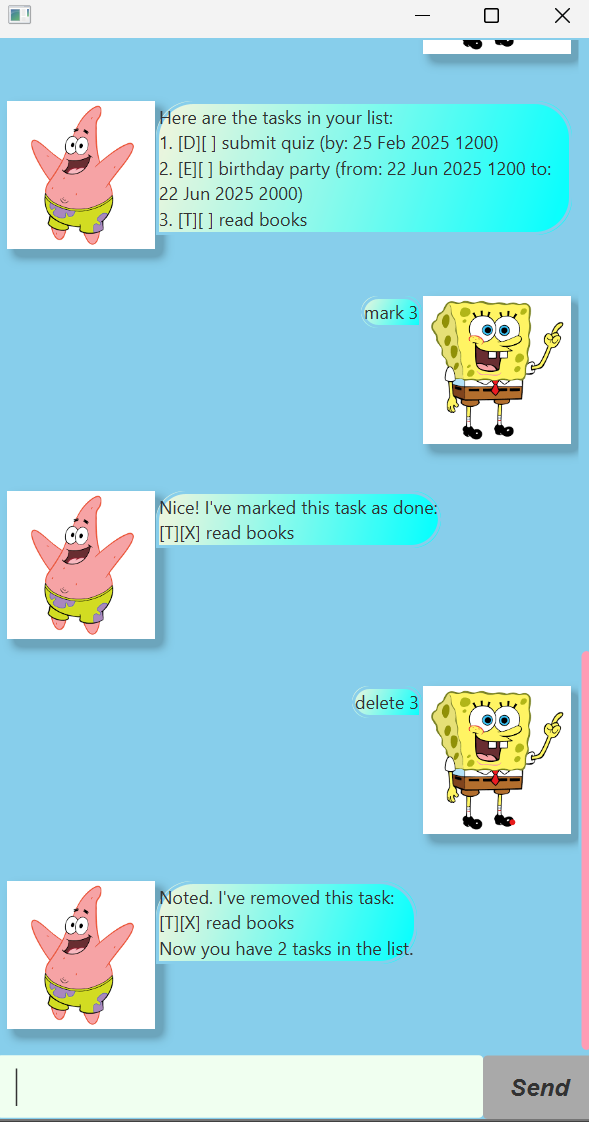 Here are the tasks in your list:
1. [D][ ] submit quiz (by: 25 Feb 2025 1200)
2. [E][ ] birthday party (from: 22 Jun 2025 1200 to:
22 Jun 2025 2000)
3. [T][ ] read books
mark 3
Nice! I've marked this task as done:
[T][X] read books
delete 3
Noted. I've removed this task:
[T][X] read books
Now you have 2 tasks in the list.
Send